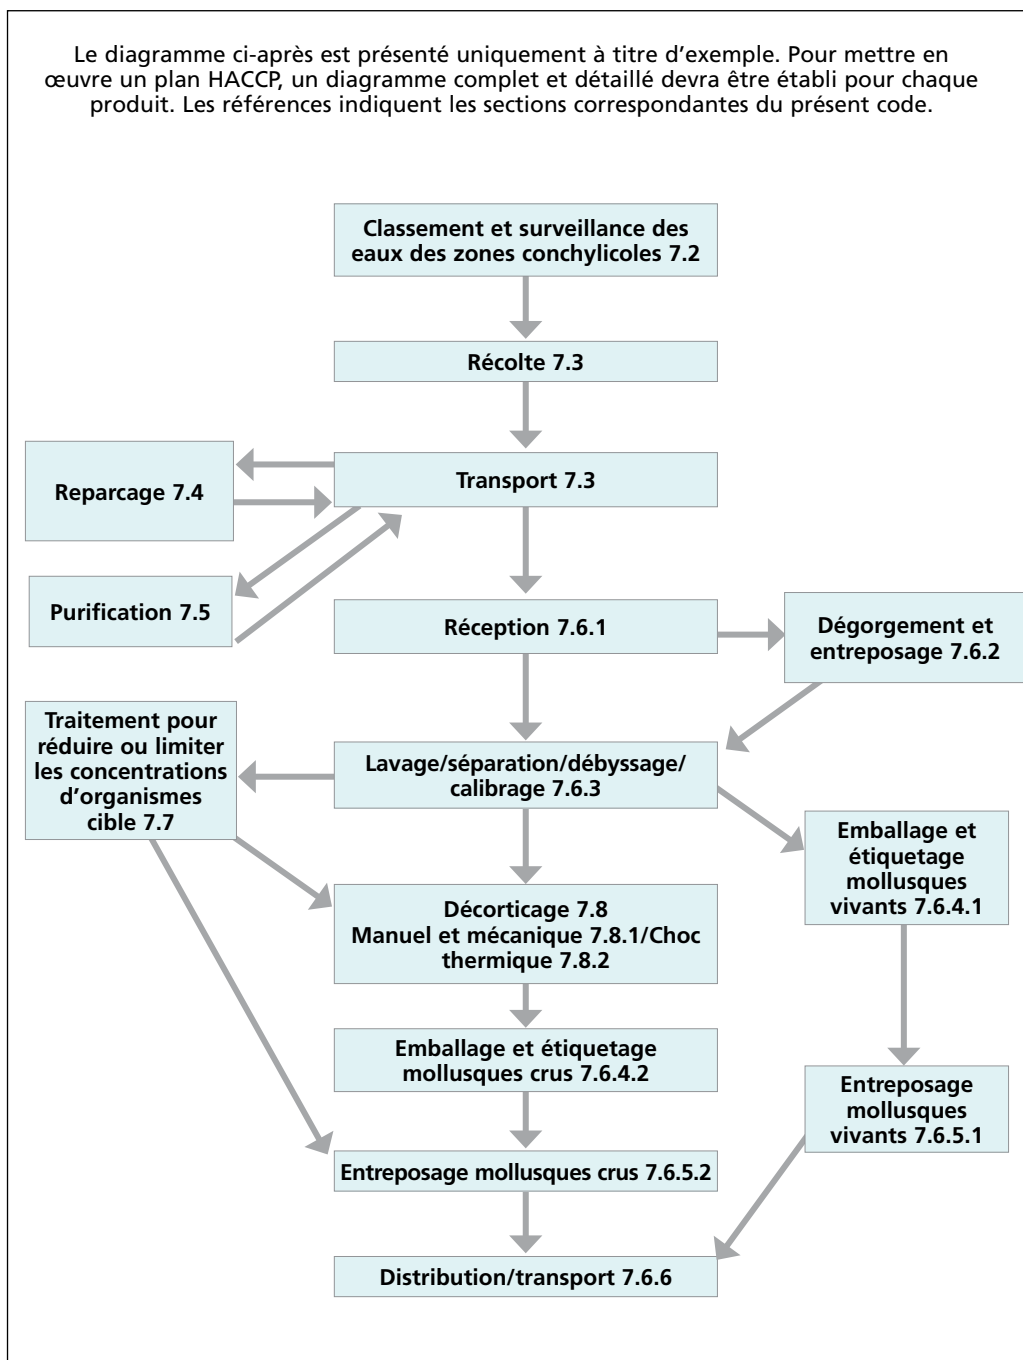 Le diagramme ci-après est présenté uniquement à titre d’exemple. Pour mettre en
œuvre un plan HACCP, un diagramme complet et détaillé devra être établi pour chaque
produit. Les références indiquent les sections correspondantes du présent code.
Classement et surveillance des
eaux des zones conchylicoles 7.2
Récolte 7.3
Reparcage 7.4
Transport 7.3
Purification 7.5
Réception 7.6.1
Dégorgement et
entreposage 7.6.2
Traitement pour
réduire ou limiter
les concentrations
d’organismes
cible 7.7
Lavage/séparation/débyssage/
calibrage 7.6.3
Emballage et
étiquetage
mollusques
vivants 7.6.4.1
Décorticage 7.8
Manuel et mécanique 7.8.1/Choc
thermique 7.8.2
Emballage et étiquetage
mollusques crus 7.6.4.2
Entreposage
mollusques
vivants 7.6.5.1
Entreposage mollusques crus 7.6.5.2
Distribution/transport 7.6.6